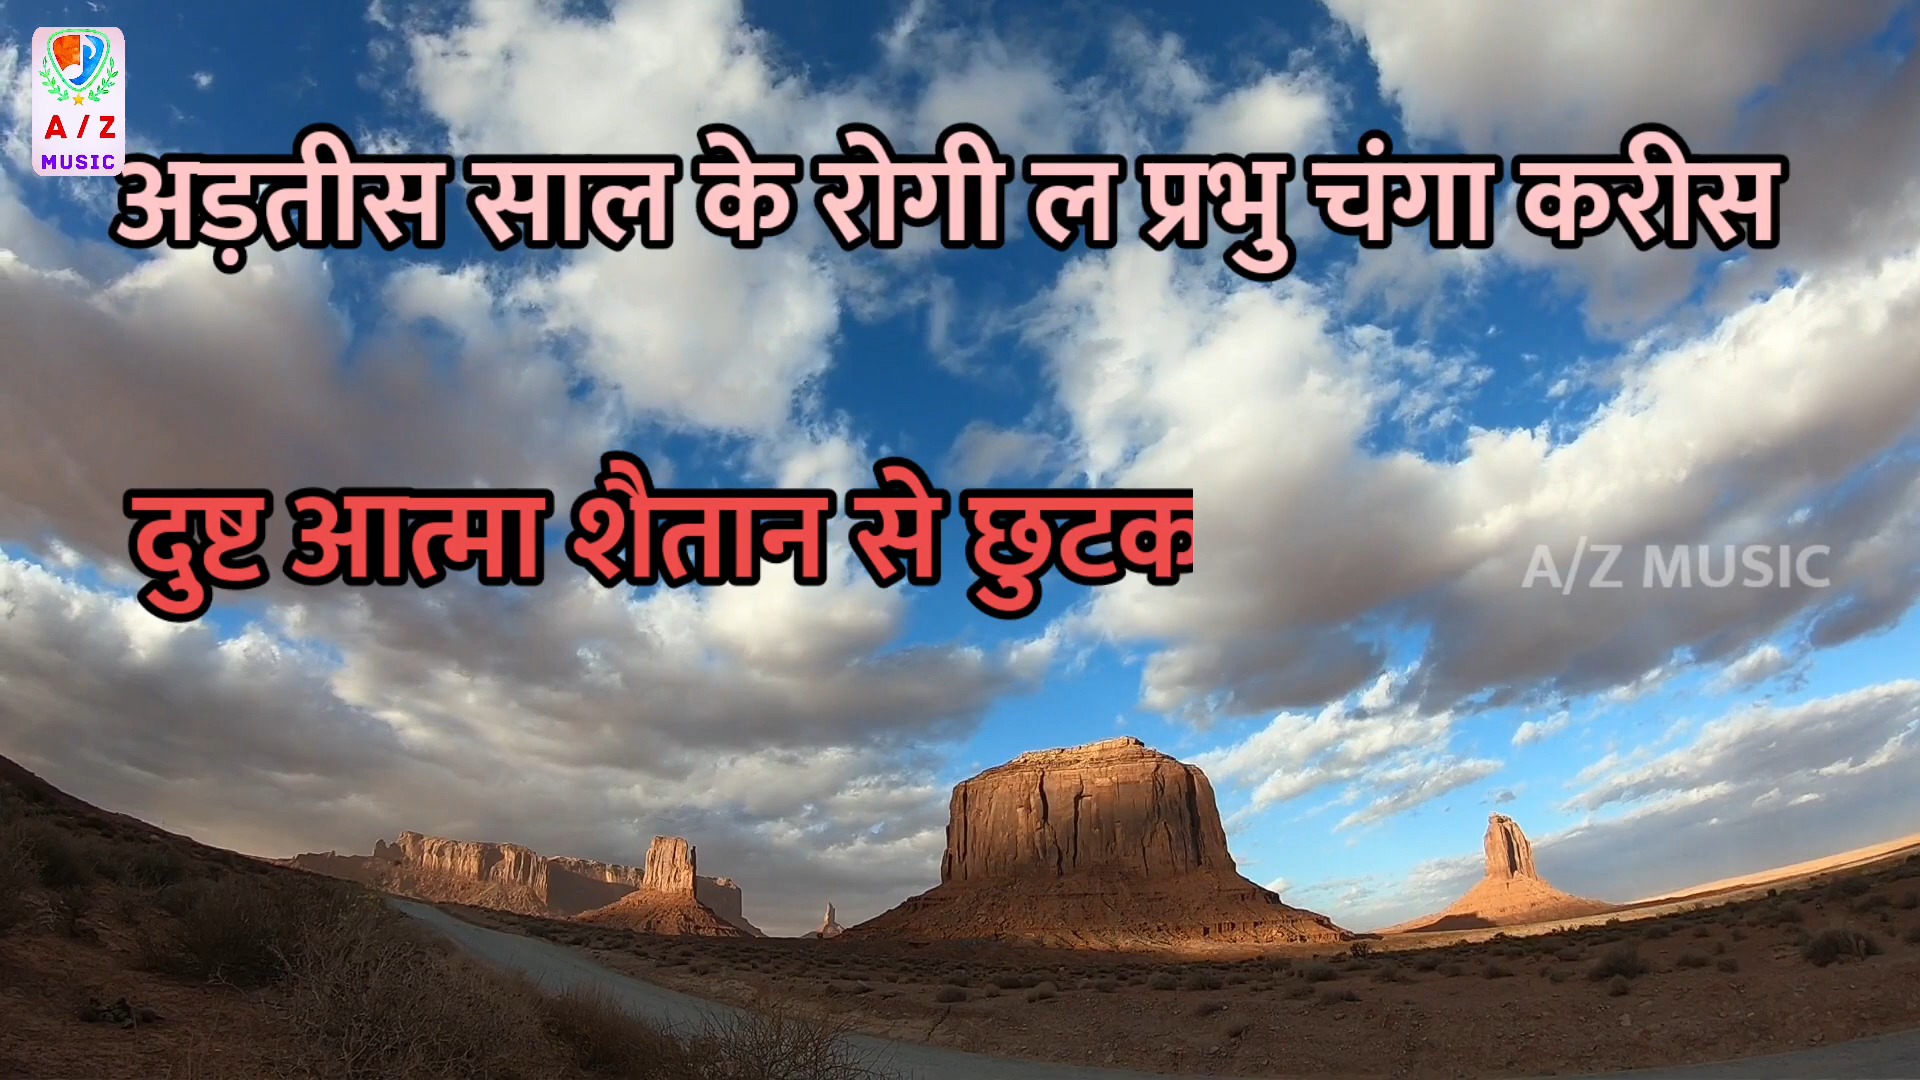 A / Z
MUSIC
अड़तीस साल के रोगी ल प्रभु चंगा करीस
दुष्ट आत्मा शैतान से छुटक
A/Z MUSIC